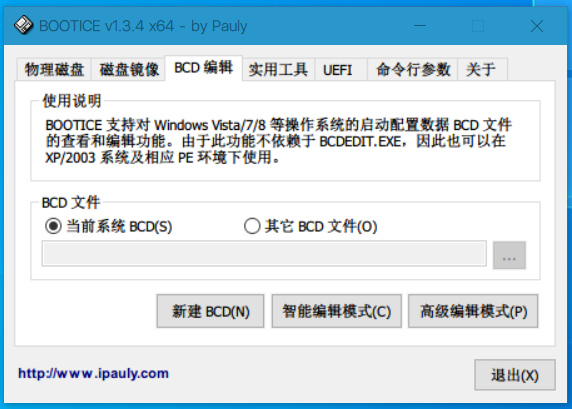 BOOTICE v1.3.4 x64 - by Pauly
物理磁盘 磁盘镜像 BCD 编辑 实用工具 UEFI 命令行参数 关于
使用说明
BOOTICE 支持对 Windows Vista/7/8 等操作系统的启动配置数据 BCD 文件
的查看和编辑功能。由于此功能不依赖于 BCDEDIT.EXE，因此也可以在
XP/2003 系统及相应 PE 环境下使用。
BCD 文件
当前系统 BCD(S) 其它 BCD 文件(O)
...
新建 BCD(N) 智能编辑模式(C) 高级编辑模式(P)
http://www.ipauly.com 退出(X)